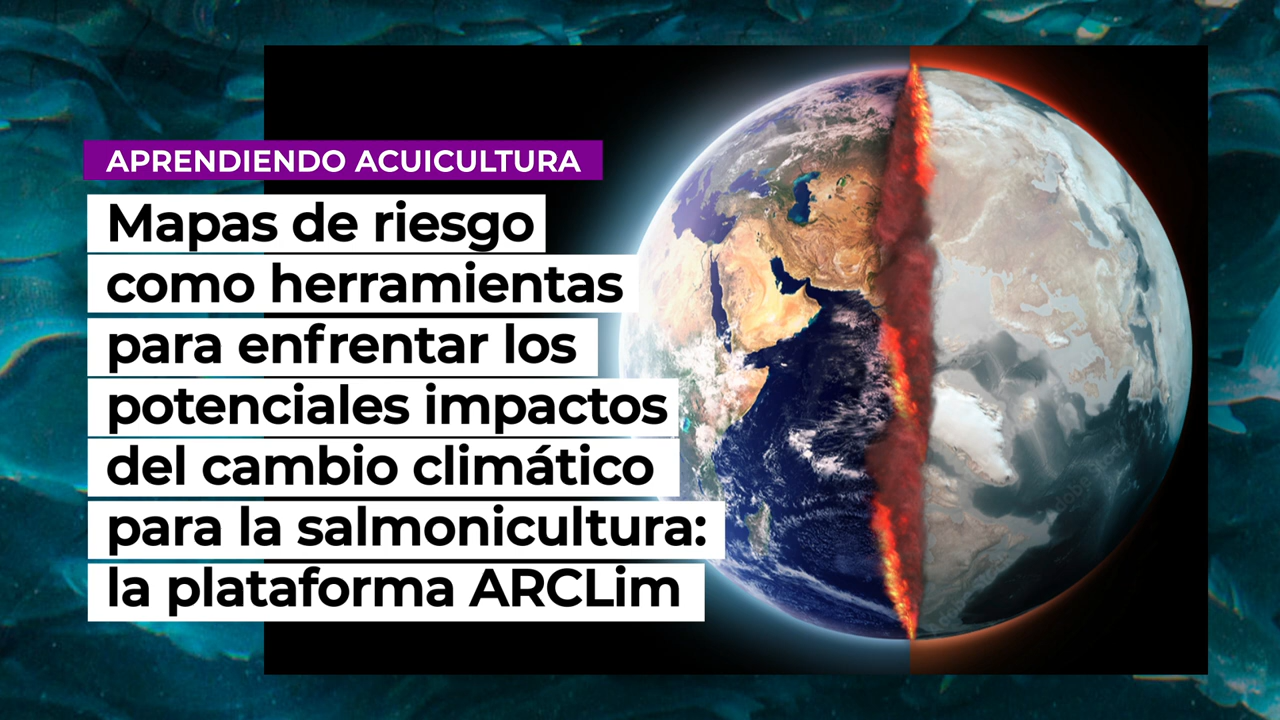 APRENDIENDO ACUICULTURA
Mapas de riesgo
como herramientas
para enfrentar los
potenciales impactos
del cambio climático
para la salmonicultura:
la plataforma ARCLim